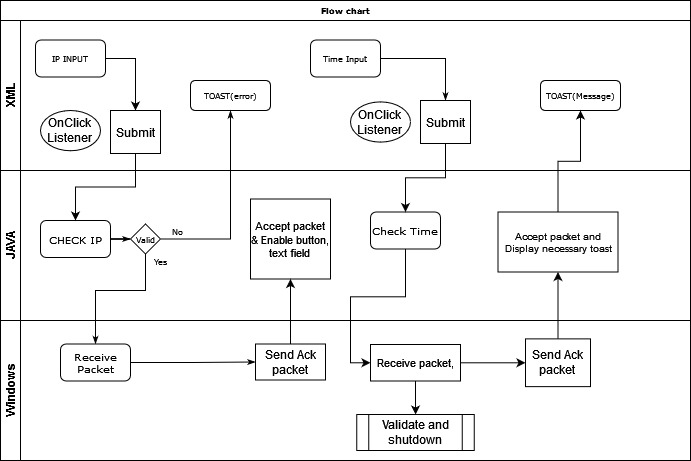 Flow chart
XML
IP INPUT
Time Input
TOAST(error)
TOAST(Message)
OnClick
Listener
Submit
OnClick
Listener
Submit
JAVA
CHECK IP
Valid
No
Yes
Accept packet
& Enable button,
text field
Check Time
Accept packet and
Display necessary toast
Windows
Receive
Packet
Send Ack
packet
Receive packet,
Send Ack
packet
Validate and
shutdown